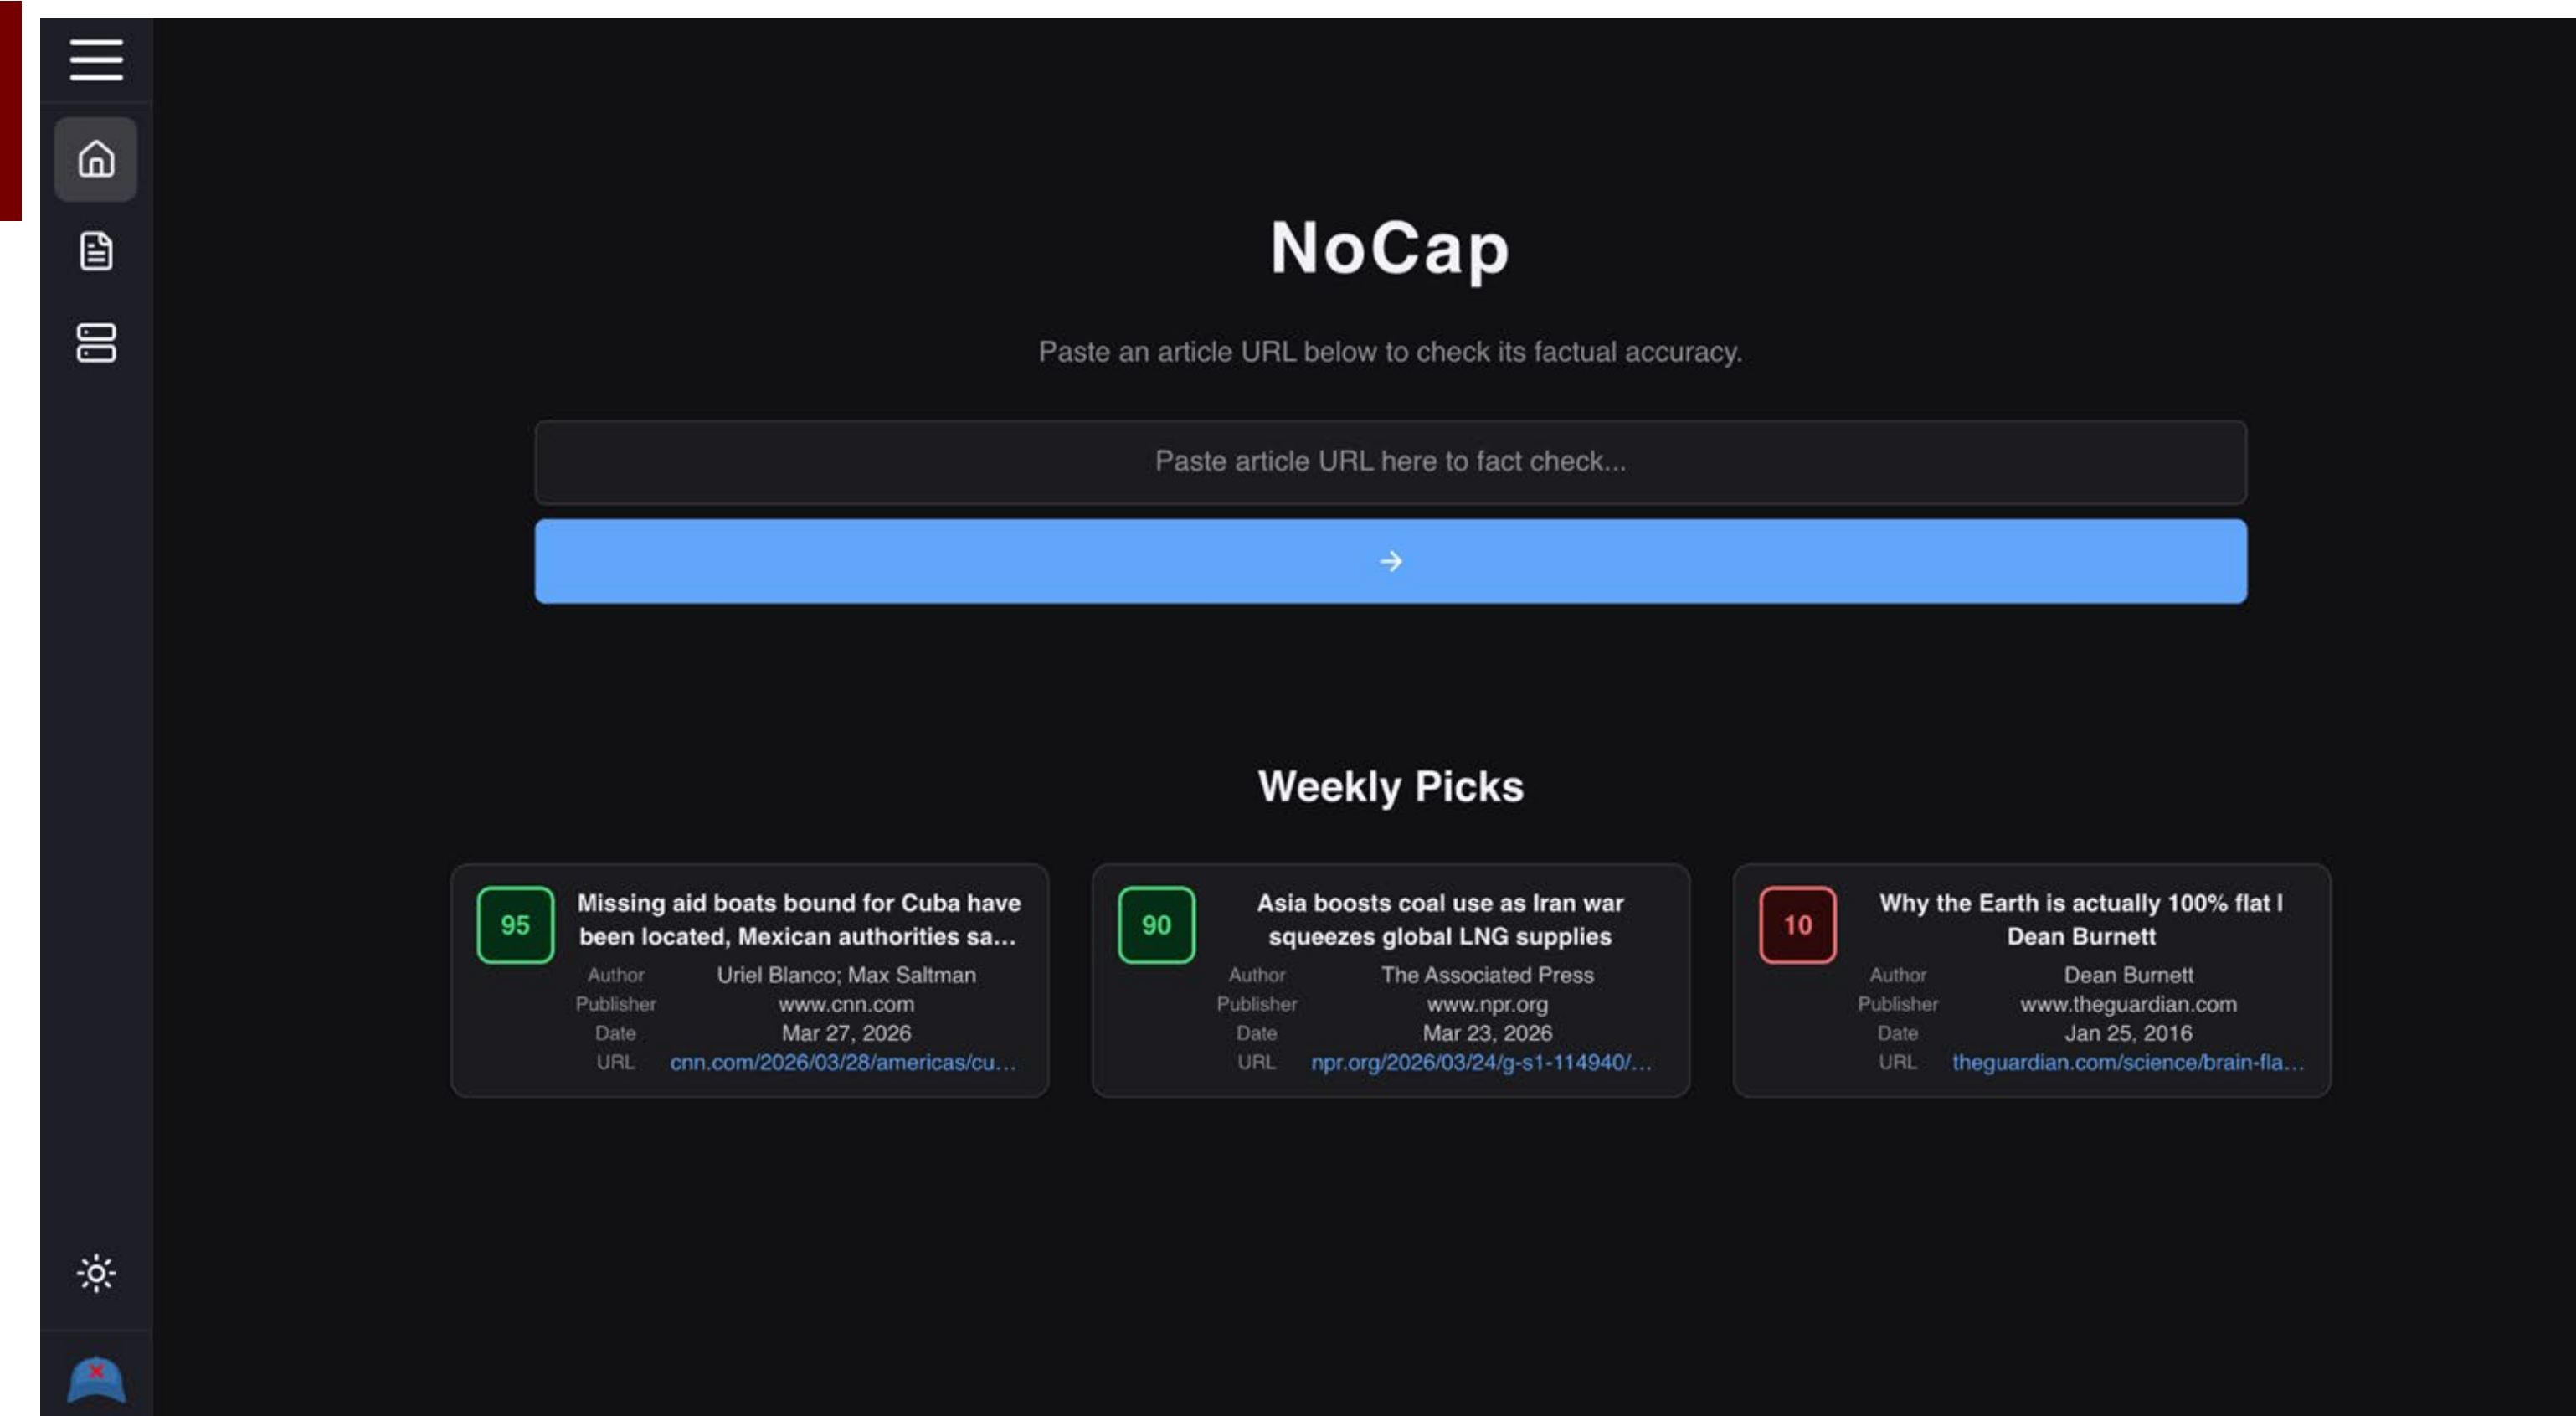 NoCap
Paste an article URL below to check its factual accuracy.
Paste article URL here to fact check...
→
Weekly Picks
95
Missing aid boats bound for Cuba have
been located, Mexican authorities sa...
Author Uriel Blanco; Max Saltman
Publisher www.cnn.com
Date Mar 27, 2026
URL cnn.com/2026/03/28/americas/cu...
90
Asia boosts coal use as Iran war
squeezes global LNG supplies
Author The Associated Press
Publisher www.npr.org
Date Mar 23, 2026
URL npr.org/2026/03/24/g-s1-114940/...
10
Why the Earth is actually 100% flat I
Dean Burnett
Author Dean Burnett
Publisher www.theguardian.com
Date Jan 25, 2016
URL theguardian.com/science/brain-fla...